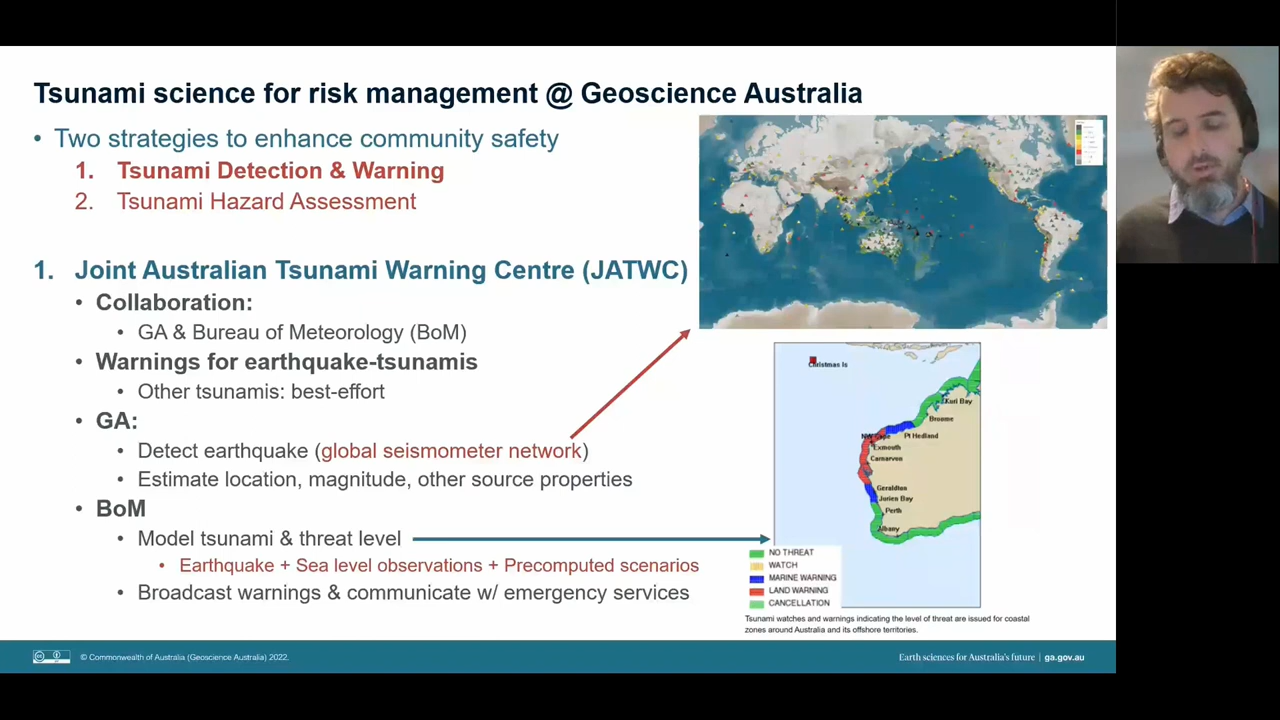 Tsunami science for risk management @ Geoscience Australia
• Two strategies to enhance community safety
1. Tsunami Detection & Warning
2. Tsunami Hazard Assessment
1. Joint Australian Tsunami Warning Centre (JATWC)
• Collaboration:
• GA & Bureau of Meteorology (BoM)
• Warnings for earthquake-tsunamis
• Other tsunamis: best-effort
• GA:
• Detect earthquake (global seismometer network)
• Estimate location, magnitude, other source properties
• BoM
• Model tsunami & threat level
• Earthquake + Sea level observations + Precomputed scenarios
• Broadcast warnings & communicate w/ emergency services
Christmas Is
Kuri Bay
Broome
Pt Hedland
NW Cape
Exmouth
Carnarvon
Geraldton
Jurien Bay
Perth
Albany
NO THREAT
WATCH
MARINE WARNING
LAND WARNING
CANCELLATION
Tsunami watches and warnings indicating the level of threat are issued for coastal
zones around Australia and its offshore territories.
© Commonwealth of Australia (Geoscience Australia) 2022.
Earth sciences for Australia's future | ga.gov.au